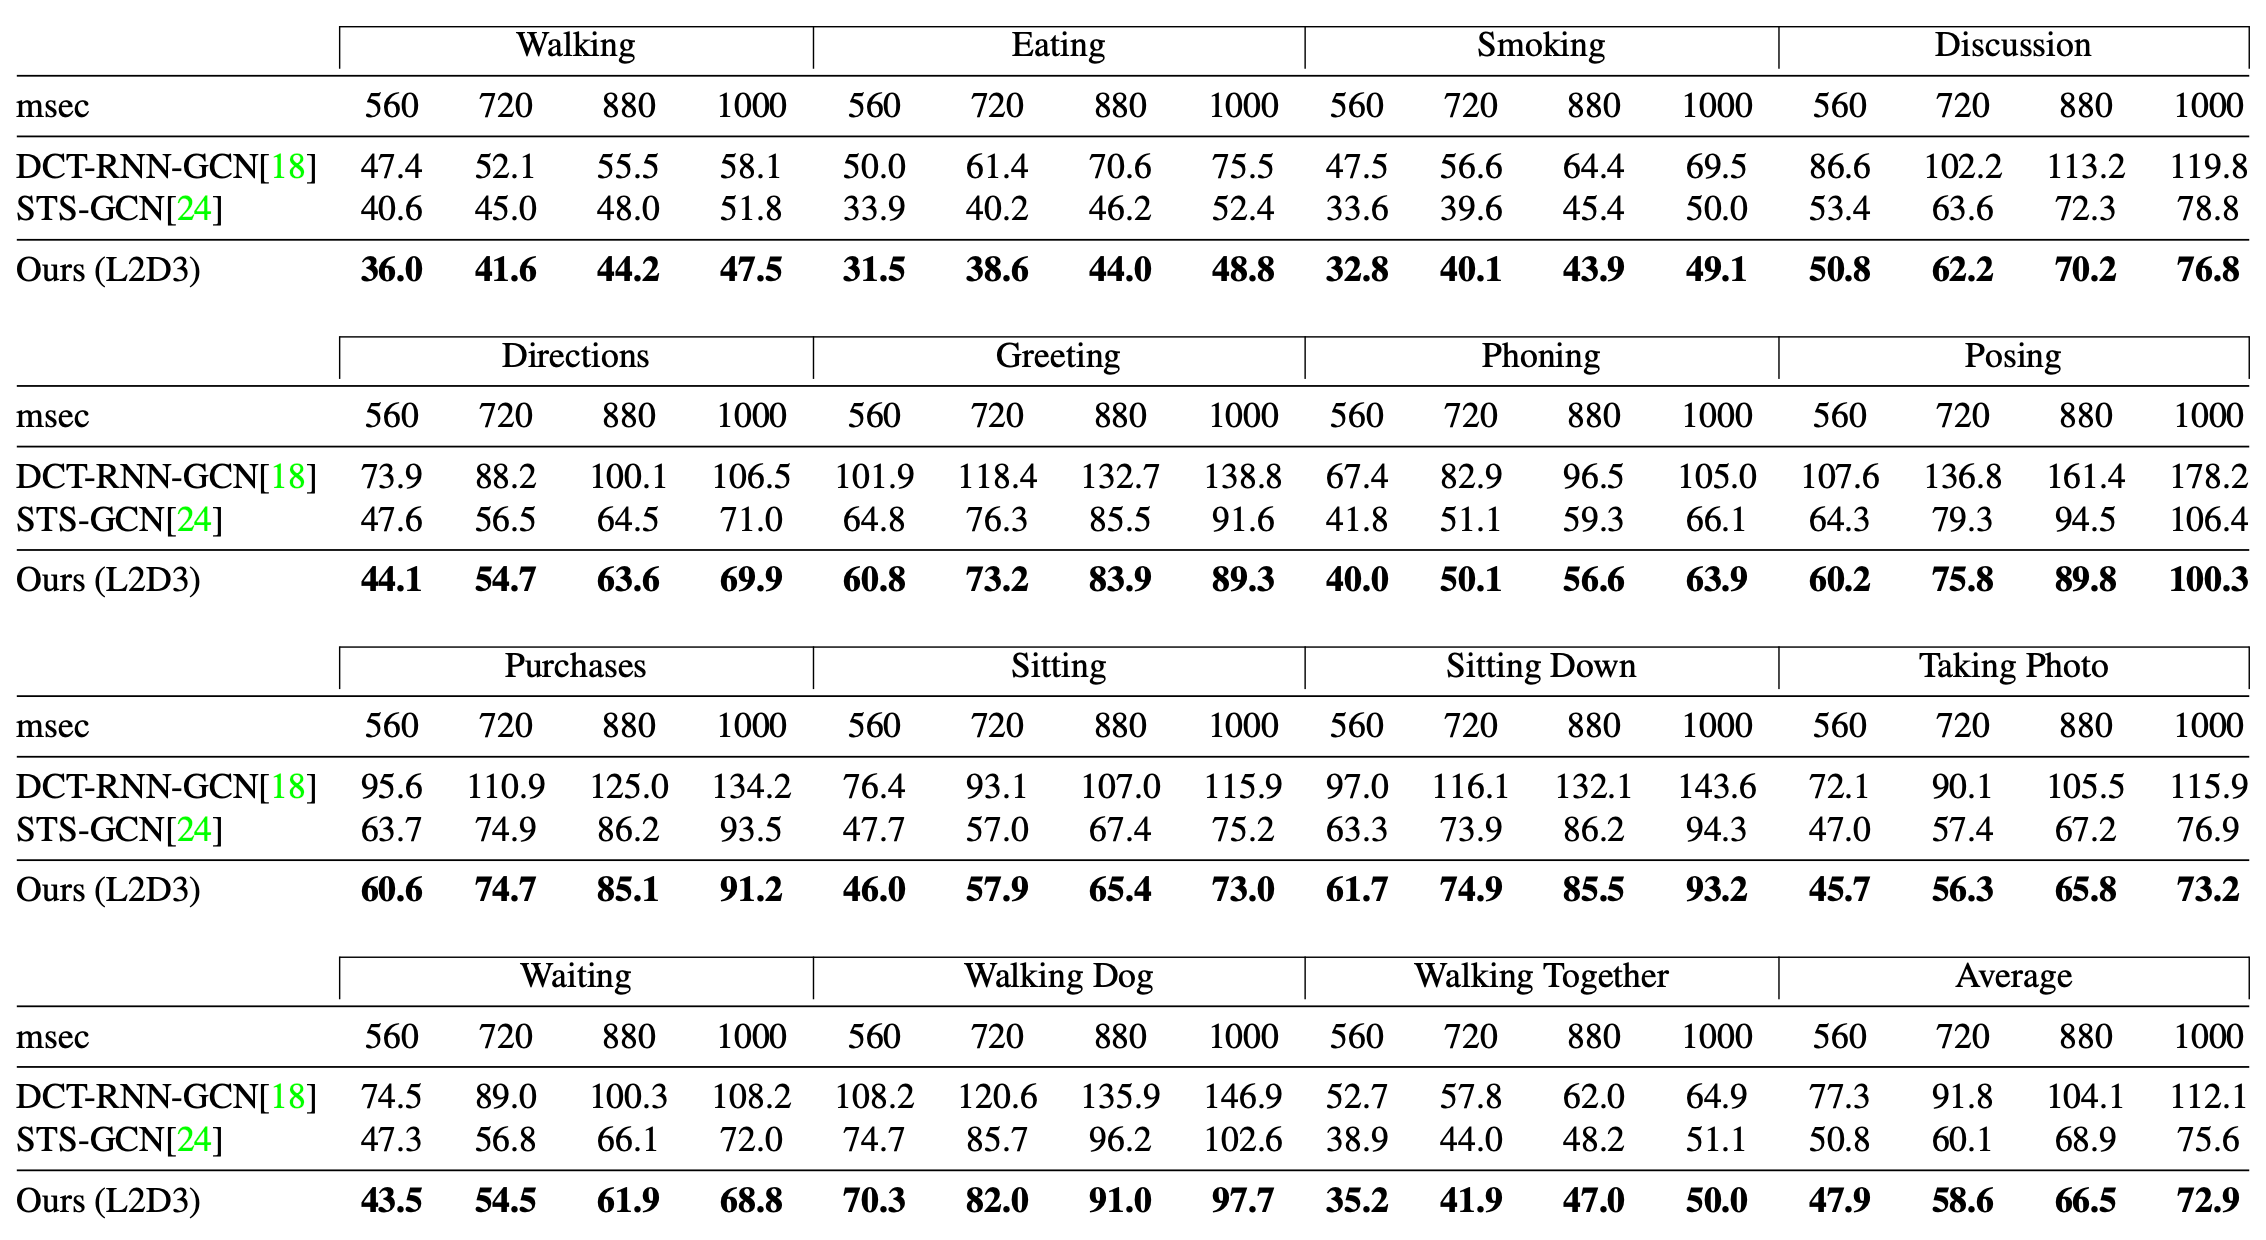 Walking Eating Smoking Discussion
msec 560 720 880 1000 560 720 880 1000 560 720 880 1000 560 720 880 1000
DCT-RNN-GCN[18] 47.4 52.1 55.5 58.1 50.0 61.4 70.6 75.5 47.5 56.6 64.4 69.5 86.6 102.2 113.2 119.8
STS-GCN[24] 40.6 45.0 48.0 51.8 33.9 40.2 46.2 52.4 33.6 39.6 45.4 50.0 53.4 63.6 72.3 78.8
Ours (L2D3) 36.0 41.6 44.2 47.5 31.5 38.6 44.0 48.8 32.8 40.1 43.9 49.1 50.8 62.2 70.2 76.8
Directions Greeting Phoning Posing
msec 560 720 880 1000 560 720 880 1000 560 720 880 1000 560 720 880 1000
DCT-RNN-GCN[18] 73.9 88.2 100.1 106.5 101.9 118.4 132.7 138.8 67.4 82.9 96.5 105.0 107.6 136.8 161.4 178.2
STS-GCN[24] 47.6 56.5 64.5 71.0 64.8 76.3 85.5 91.6 41.8 51.1 59.3 66.1 64.3 79.3 94.5 106.4
Ours (L2D3) 44.1 54.7 63.6 69.9 60.8 73.2 83.9 89.3 40.0 50.1 56.6 63.9 60.2 75.8 89.8 100.3
Purchases Sitting Sitting Down Taking Photo
msec 560 720 880 1000 560 720 880 1000 560 720 880 1000 560 720 880 1000
DCT-RNN-GCN[18] 95.6 110.9 125.0 134.2 76.4 93.1 107.0 115.9 97.0 116.1 132.1 143.6 72.1 90.1 105.5 115.9
STS-GCN[24] 63.7 74.9 86.2 93.5 47.7 57.0 67.4 75.2 63.3 73.9 86.2 94.3 47.0 57.4 67.2 76.9
Ours (L2D3) 60.6 74.7 85.1 91.2 46.0 57.9 65.4 73.0 61.7 74.9 85.5 93.2 45.7 56.3 65.8 73.2
Waiting Walking Dog Walking Together Average
msec 560 720 880 1000 560 720 880 1000 560 720 880 1000 560 720 880 1000
DCT-RNN-GCN[18] 74.5 89.0 100.3 108.2 108.2 120.6 135.9 146.9 52.7 57.8 62.0 64.9 77.3 91.8 104.1 112.1
STS-GCN[24] 47.3 56.8 66.1 72.0 74.7 85.7 96.2 102.6 38.9 44.0 48.2 51.1 50.8 60.1 68.9 75.6
Ours (L2D3) 43.5 54.5 61.9 68.8 70.3 82.0 91.0 97.7 35.2 41.9 47.0 50.0 47.9 58.6 66.5 72.9